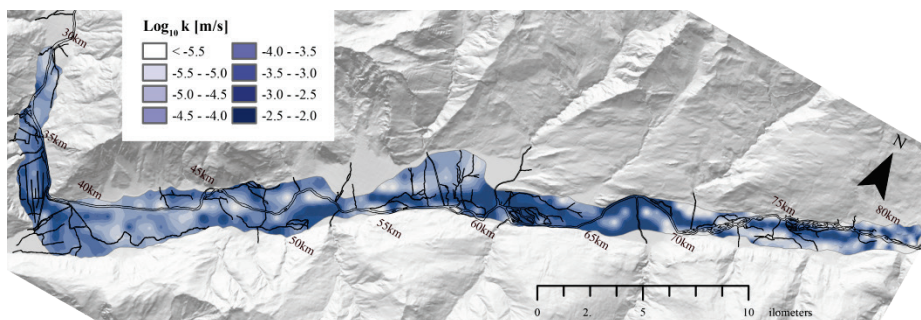 Log₁₀ k [m/s]
< -5.5
-5.5 - -5.0
-5.0 - -4.5
-4.5 - -4.0
-4.0 - -3.5
-3.5 - -3.0
-3.0 - -2.5
-2.5 - -2.0
30km
35km
40km
45km
50km
55km
60km
65km
70km
75km
80km
N
0 2. 5 10 ilometers